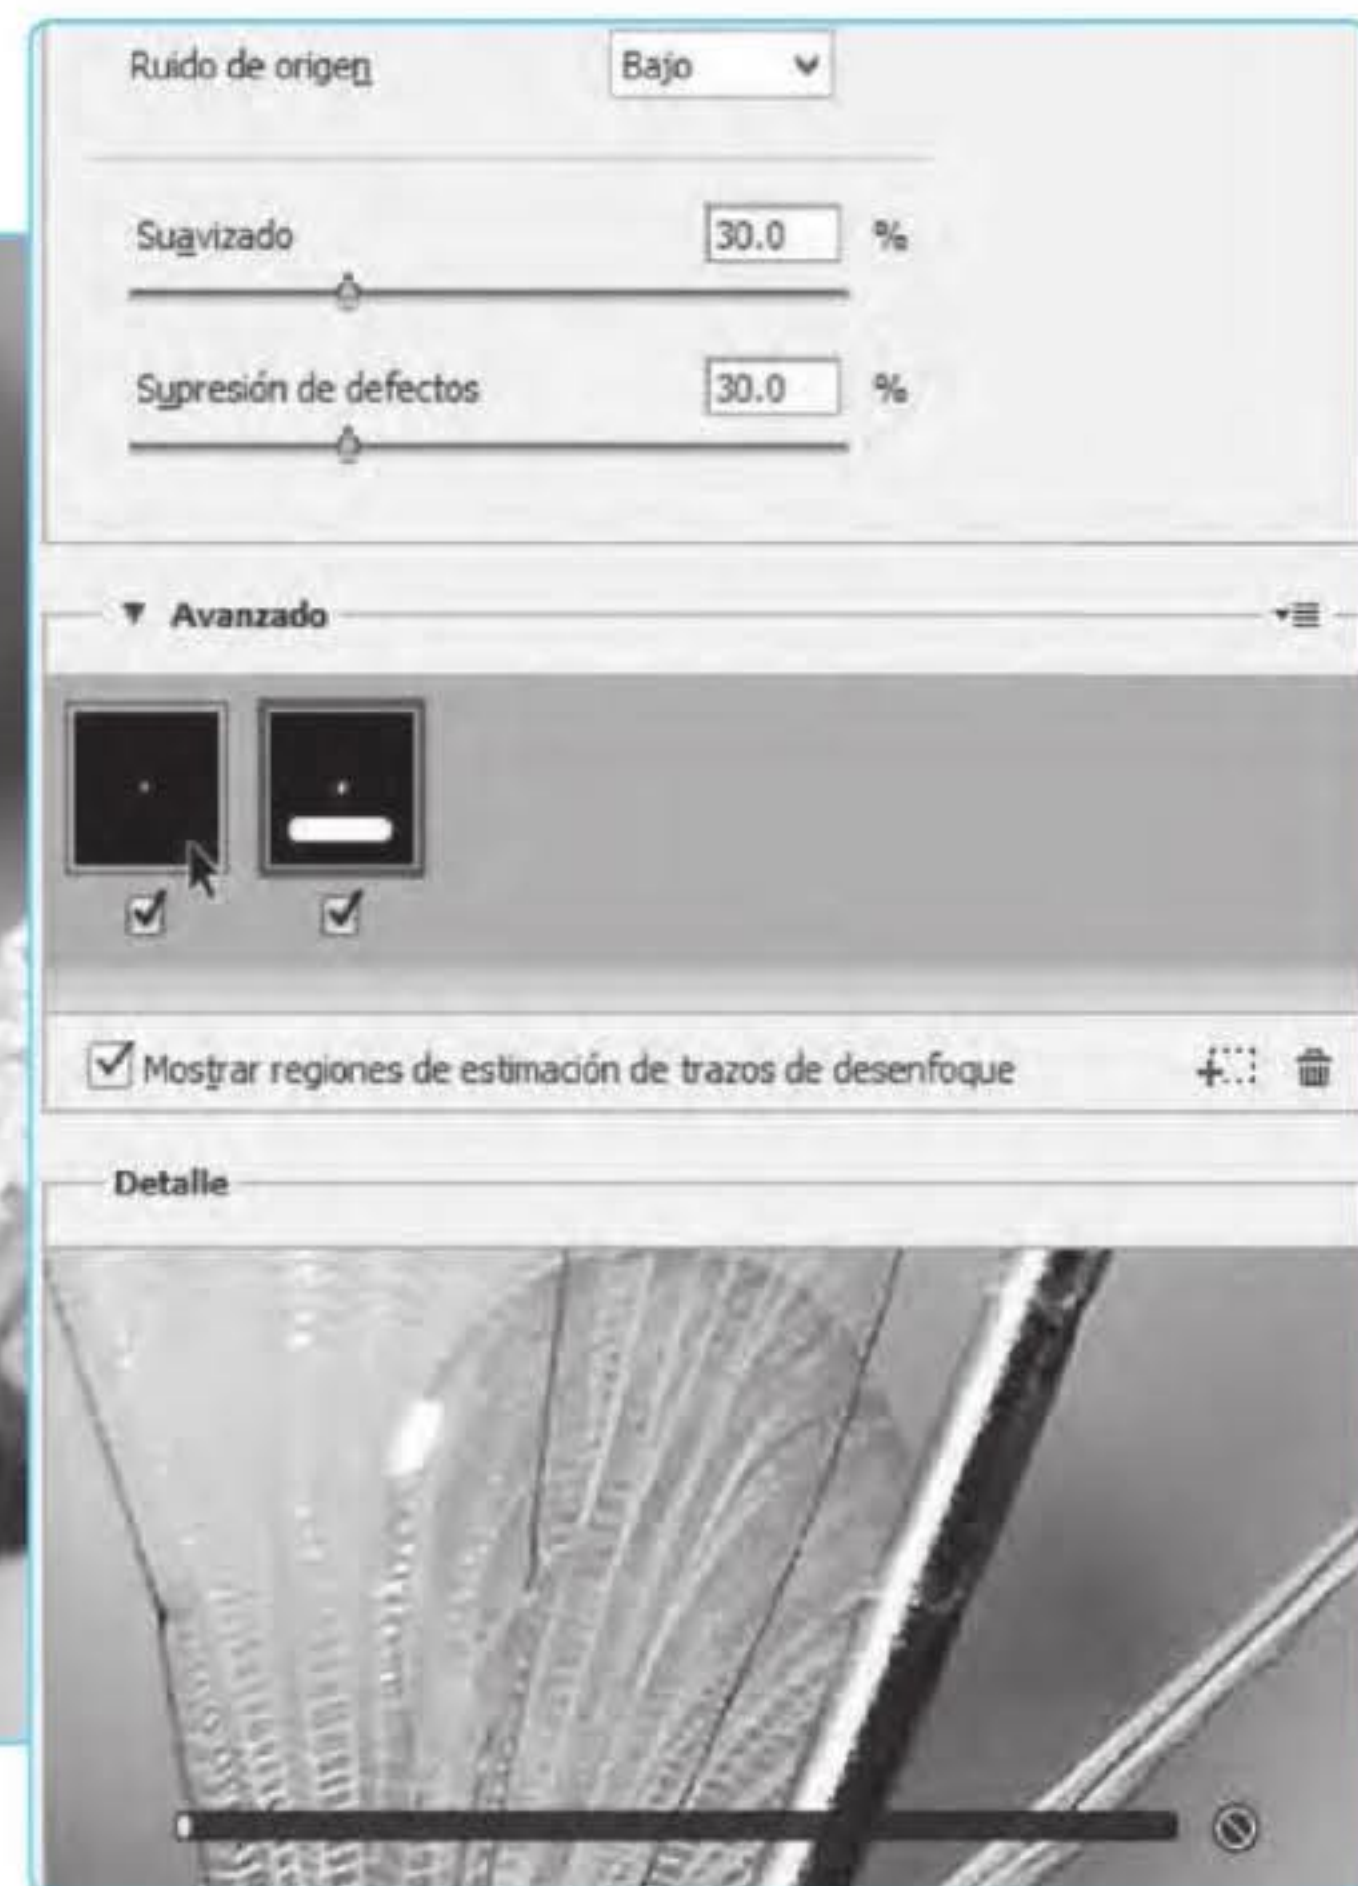 Ruido de origen Bajo
Suavizado 30.0 %
Supresión de defectos 30.0 %
Avanzado
Mostrar regiones de estimación de trazos de desenfoque
Detalle